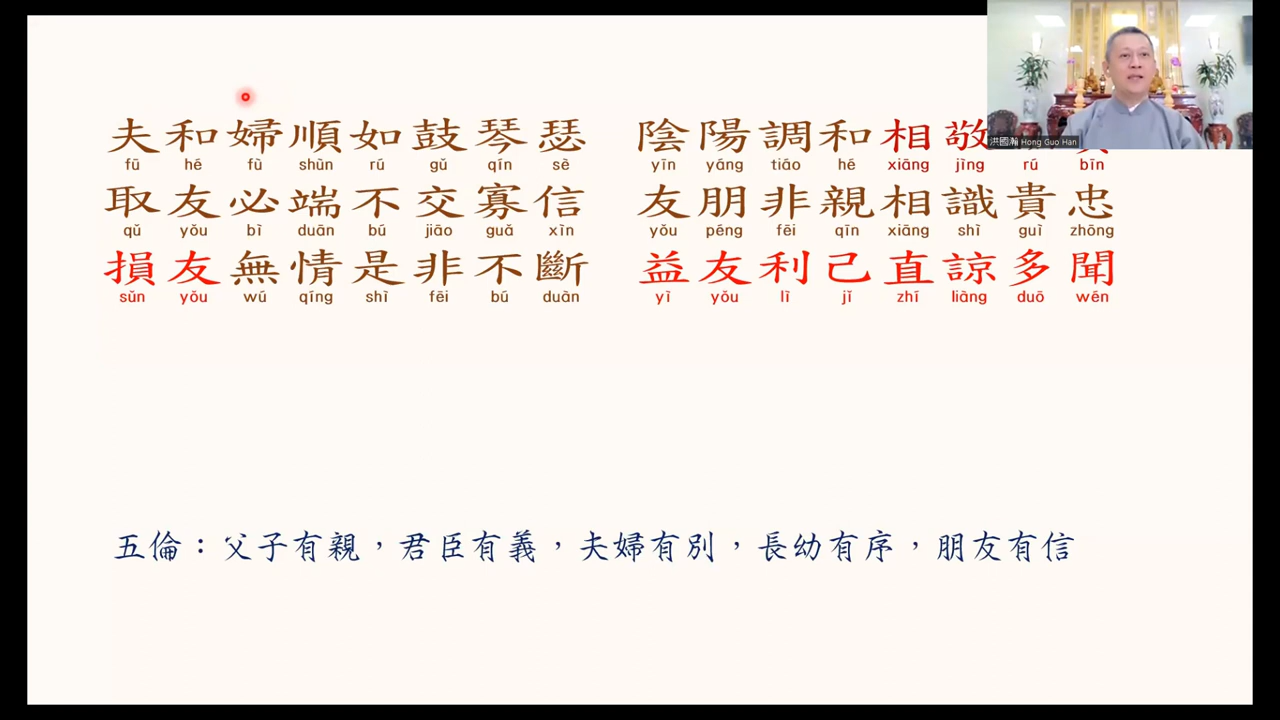 夫和婦順如鼓琴瑟 陰陽調和相敬
fū hé fù shùn rú gǔ qín sè yīn yáng tiáo hé xiāng jìng rú bīn
取友必端不交寡信 友朋非親相識貴忠
qǔ yǒu bì duān bú jiāo guǎ xìn yǒu péng fēi qīn xiāng shì guì zhōng
損友無情是非不斷 益友利己直諒多聞
sǔn yǒu wú qíng shì fēi bú duàn yì yǒu lì jǐ zhí liàng duō wén
五倫：父子有親，君臣有義，夫婦有別，長幼有序，朋友有信
洪國瀚 Hong Guo Han